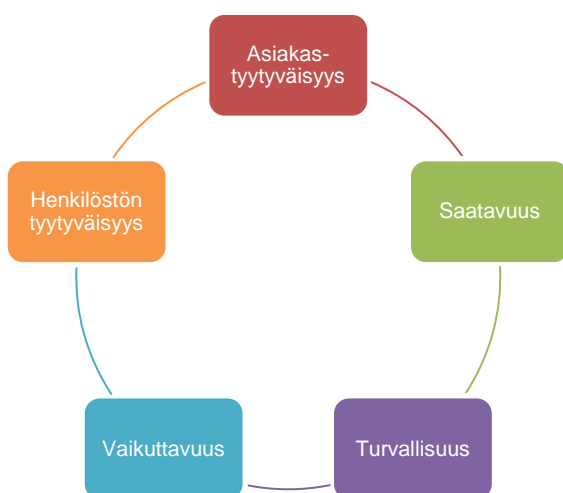 Asiakas-
tyytyväisyys
Saatavuus
Turvallisuus
Vaikuttavuus
Henkilöstön
tyytyväisyys